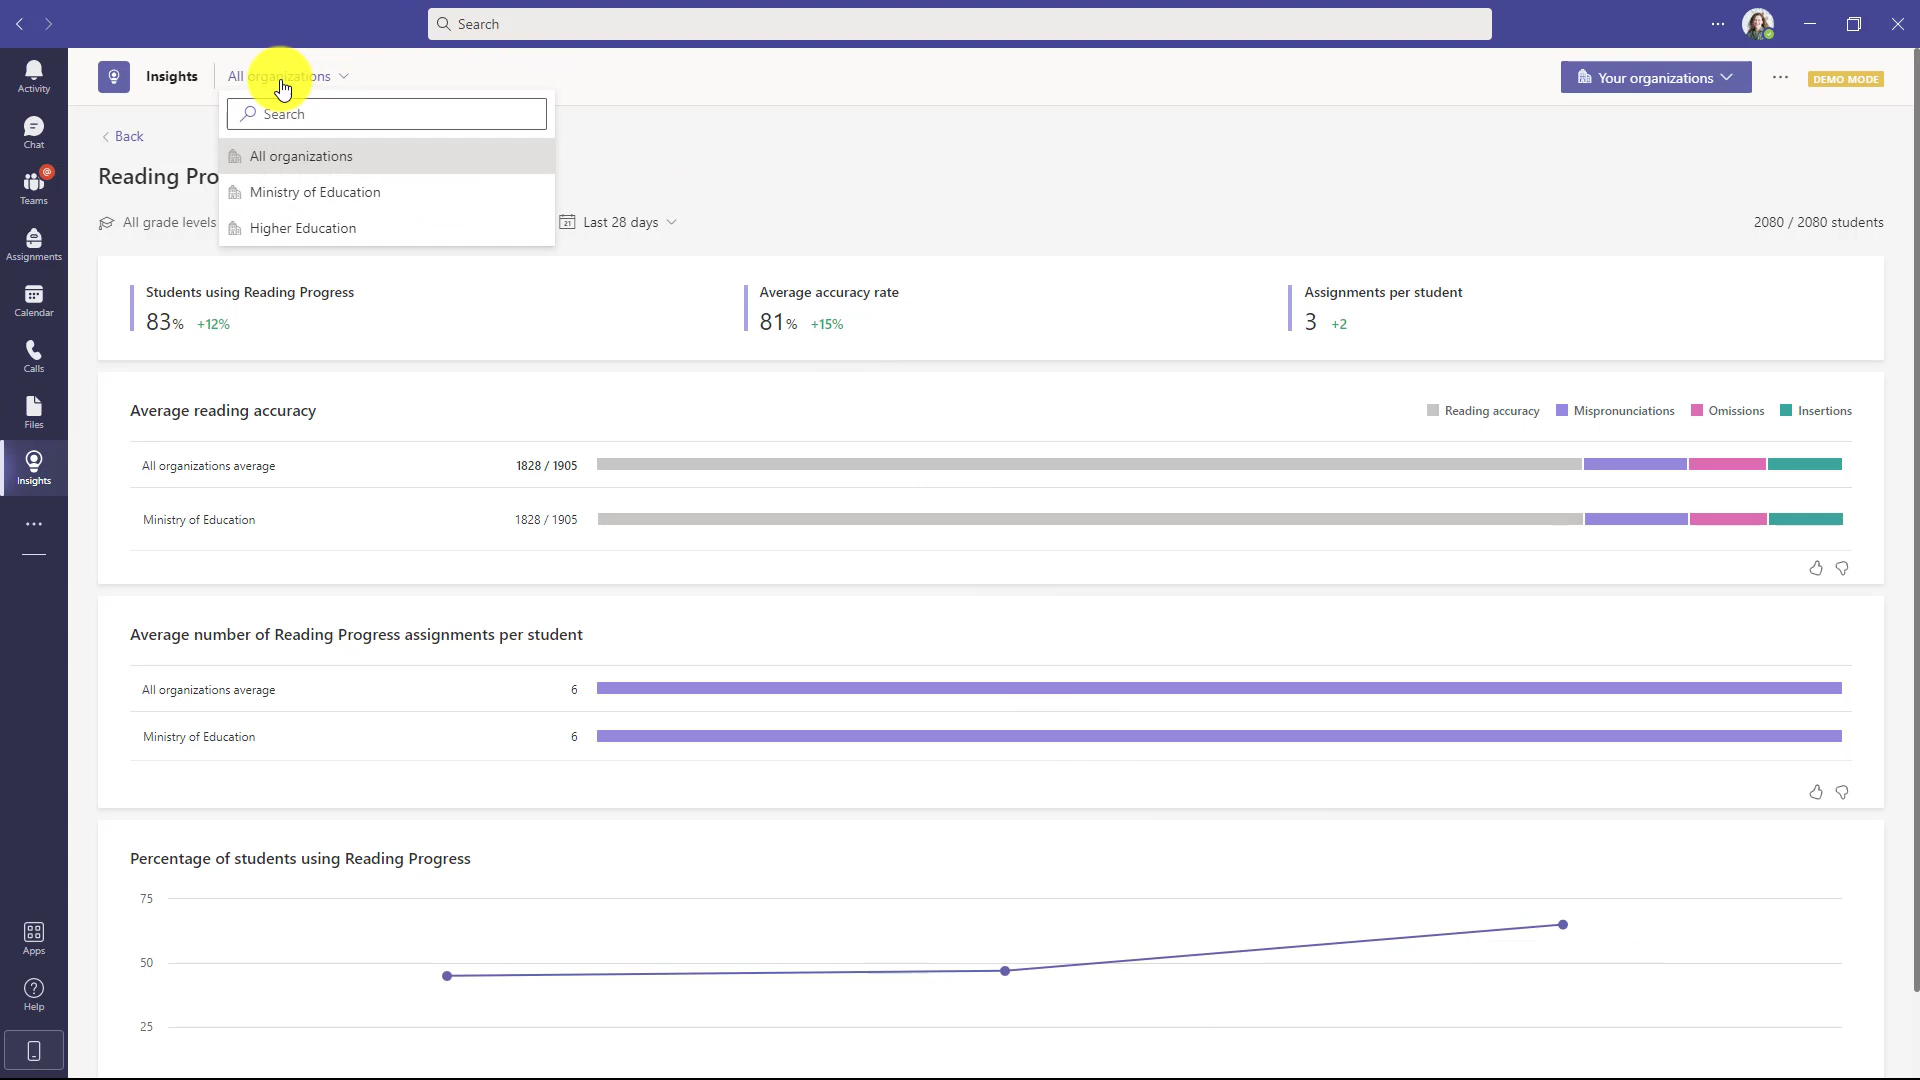 Search
Activity
Chat
@
Teams
Assignments
Calendar
Calls
Files
Insights
Apps
Help
Insights
All organizations
Your organizations
DEMO MODE
Search
All organizations
Ministry of Education
Higher Education
Back
Reading Pro
All grade levels
21
Last 28 days
2080 / 2080 students
Students using Reading Progress
83% +12%
Average accuracy rate
81% +15%
Assignments per student
3 +2
Average reading accuracy
Reading accuracy Mispronunciations Omissions Insertions
All organizations average 1828 / 1905
Ministry of Education 1828 / 1905
Average number of Reading Progress assignments per student
All organizations average 6
Ministry of Education 6
Percentage of students using Reading Progress
75
50
25